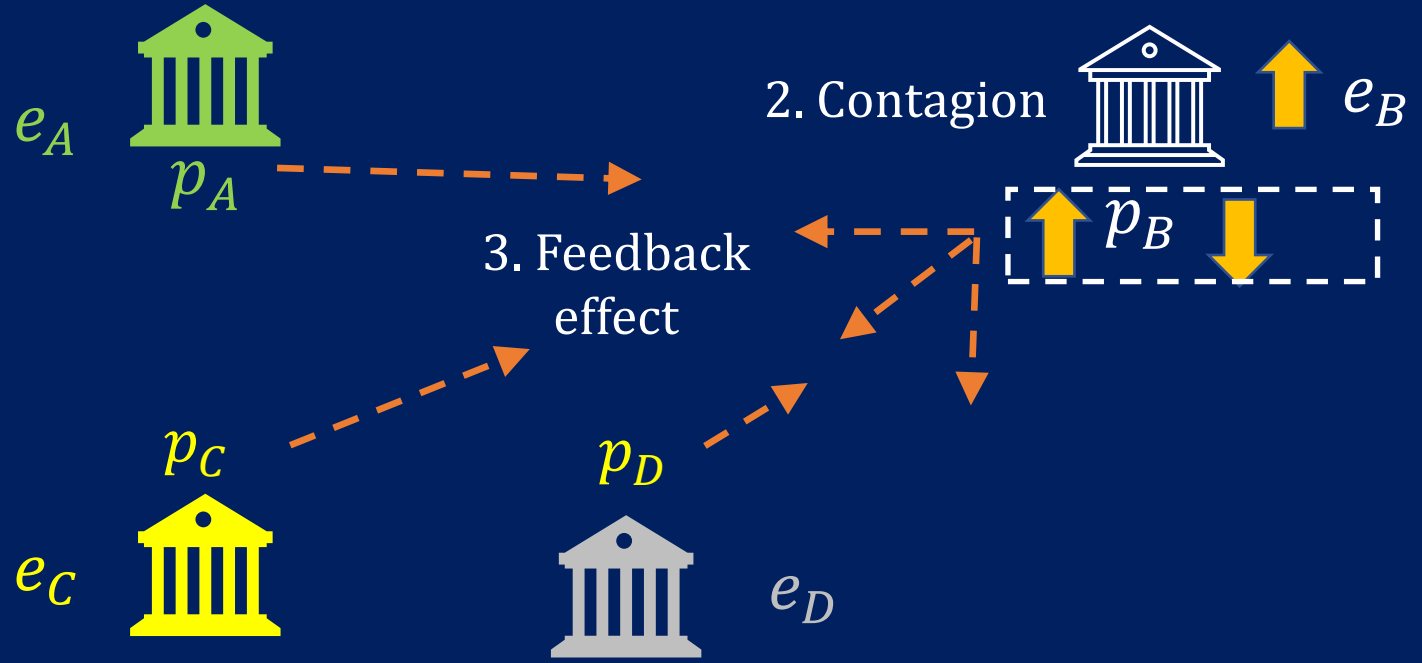 e_A
p_A
2. Contagion
e_B
p_B
3. Feedback
effect
p_C
p_D
e_C
e_D